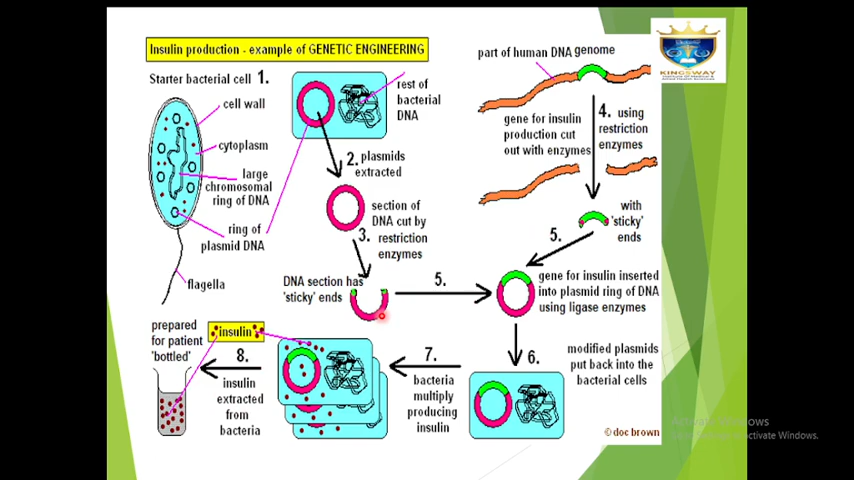 Insulin production - example of GENETIC ENGINEERING
Starter bacterial cell 1.
cell wall
cytoplasm
large
chromosomal
ring of DNA
ring of
plasmid DNA
flagella
rest of
bacterial
DNA
2. plasmids
extracted
section of
DNA cut by
3. restriction
enzymes
DNA section has
'sticky' ends
5.
part of human DNA genome
gene for insulin
production cut
out with enzymes
4. using
restriction
enzymes
with
'sticky'
ends
5.
gene for insulin inserted
into plasmid ring of DNA
using ligase enzymes
6.
modified plasmids
put back into the
bacterial cells
7.
bacteria
multiply
producing
insulin
8.
insulin
extracted
from
bacteria
insulin
prepared
for patient
'bottled'
© doc brown
KINGSWAY
Activate Windows